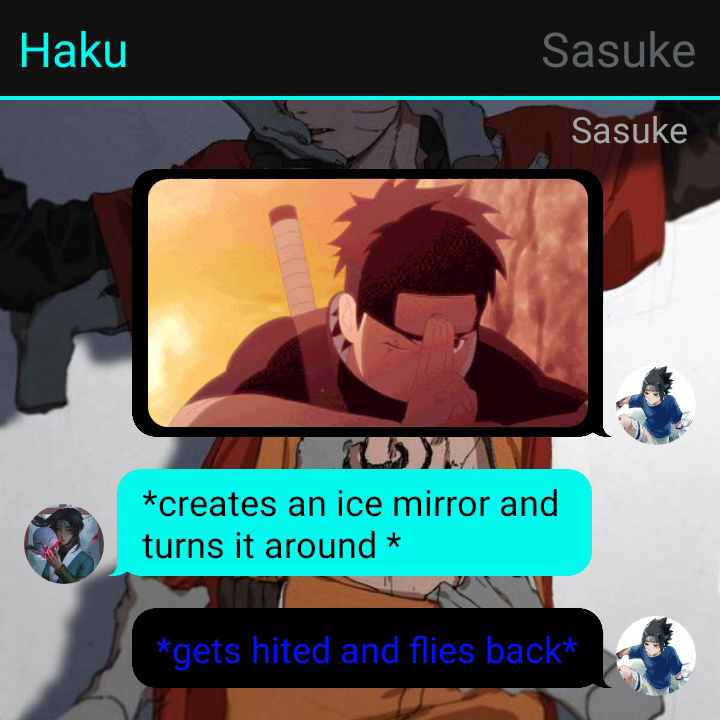 Haku
Sasuke
Sasuke
*creates an ice mirror and
turns it around *
*gets hited and flies back*